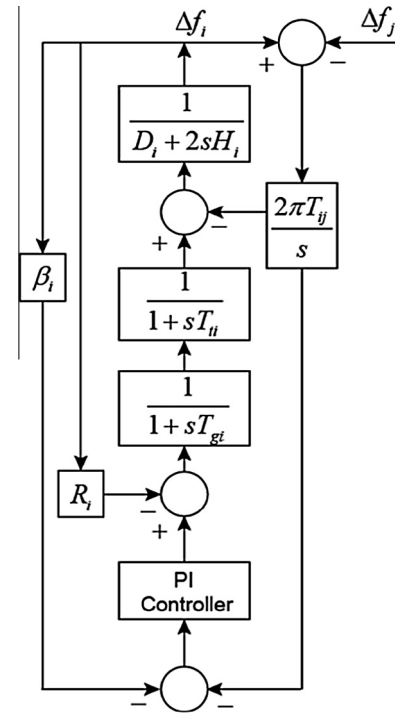 Δf_i
Δf_j
+
−
1
D_i + 2sH_i
−
+
2πT_ij
s
β_i
1
1 + sT_ti
1
1 + sT_gi
R_i
−
+
PI
Controller
−
−